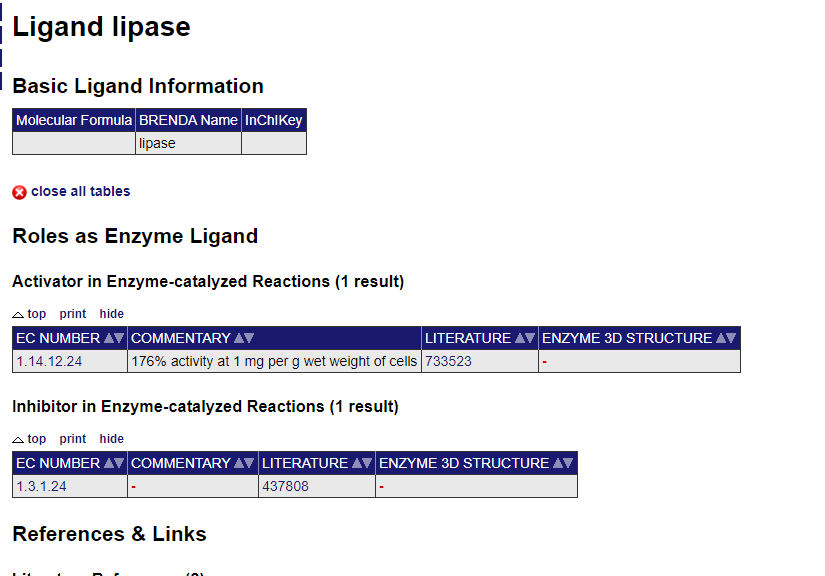 Ligand lipase
Basic Ligand Information
Molecular Formula BRENDA Name InChIKey
lipase
close all tables
Roles as Enzyme Ligand
Activator in Enzyme-catalyzed Reactions (1 result)
top print hide
EC NUMBER COMMENTARY LITERATURE ENZYME 3D STRUCTURE
1.14.12.24 176% activity at 1 mg per g wet weight of cells 733523 -
Inhibitor in Enzyme-catalyzed Reactions (1 result)
top print hide
EC NUMBER COMMENTARY LITERATURE ENZYME 3D STRUCTURE
1.3.1.24 - 437808 -
References & Links